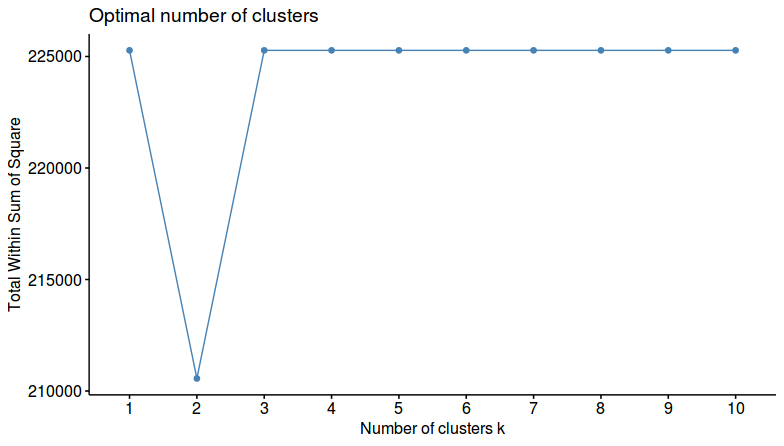 Optimal number of clusters
Total Within Sum of Square
225000
220000
215000
210000
1 2 3 4 5 6 7 8 9 10
Number of clusters k